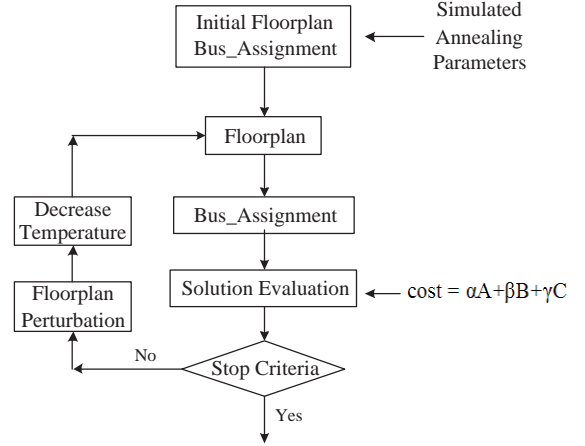 Initial Floorplan
Bus_Assignment
Simulated
Annealing
Parameters
Floorplan
Bus_Assignment
Decrease
Temperature
Solution Evaluation
cost = αA+βB+γC
Floorplan
Perturbation
No
Stop Criteria
Yes